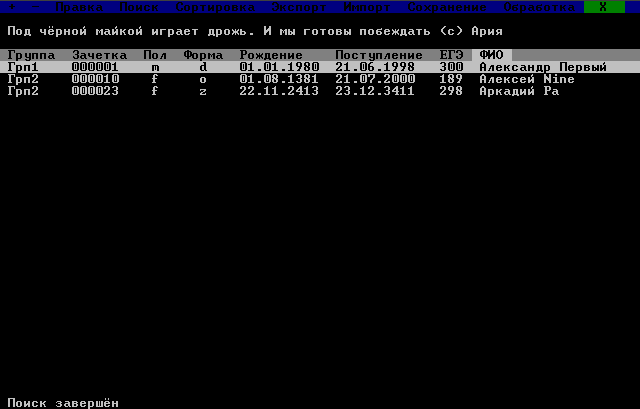 + - Правка Поиск Сортировка Экспорт Импорт Сохранение Обработка X
Под чёрной майкой играет дрожь. И мы готовы побеждать (c) Ария
Группа Зачетка Пол Форма Рождение Поступление ЕГЭ ФИО
Грп1 000001 m d 01.01.1980 21.06.1998 300 Александр Первый
Грп2 000010 f o 01.08.1381 21.07.2000 189 Алексей Nine
Грп2 000023 f z 22.11.2413 23.12.3411 298 Аркадий Ра
Поиск завершён